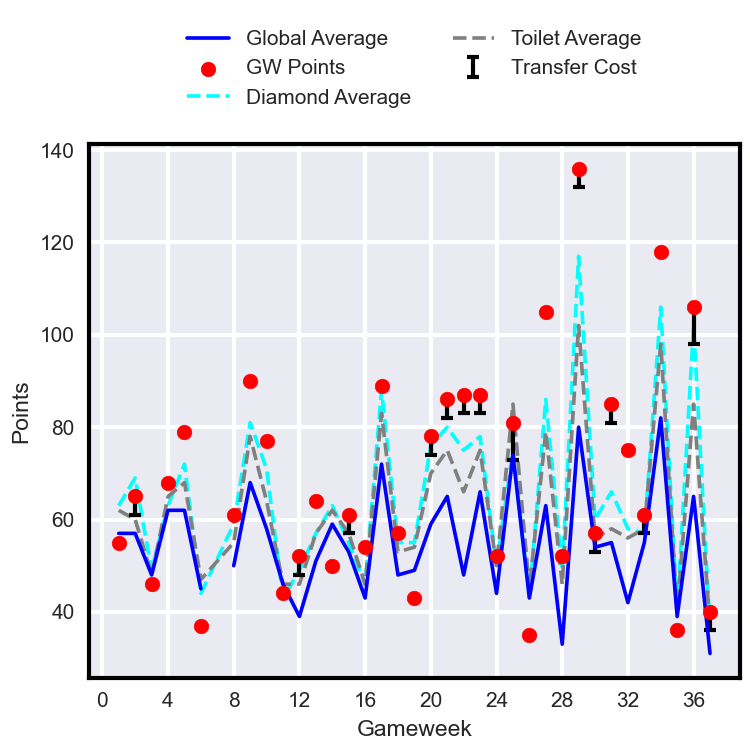 Global Average
GW Points
Diamond Average
Toilet Average
Transfer Cost
140
120
100
80
60
40
Points
0 4 8 12 16 20 24 28 32 36
Gameweek